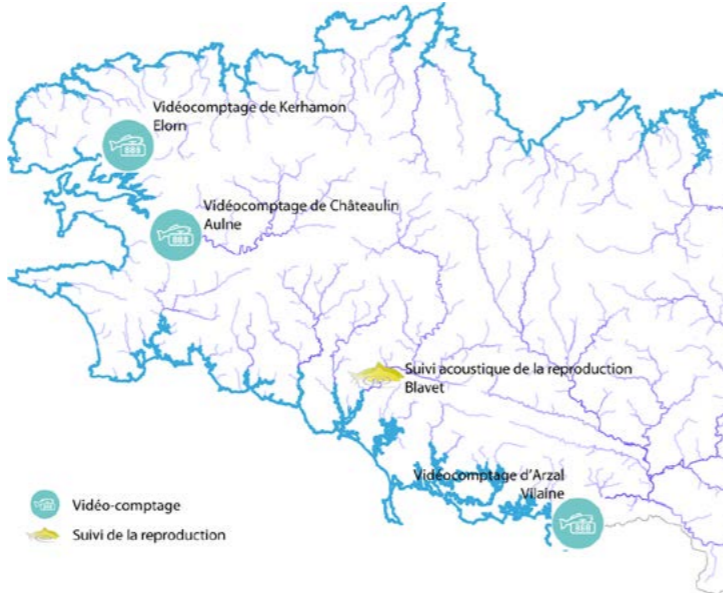 Vidéocomptage de Kerhamon
Elorn
Vidéocomptage de Châteaulin
Aulne
Suivi acoustique de la reproduction
Blavet
Vidéocomptage d'Arzal
Vilaine
Vidéo-comptage
Suivi de la reproduction